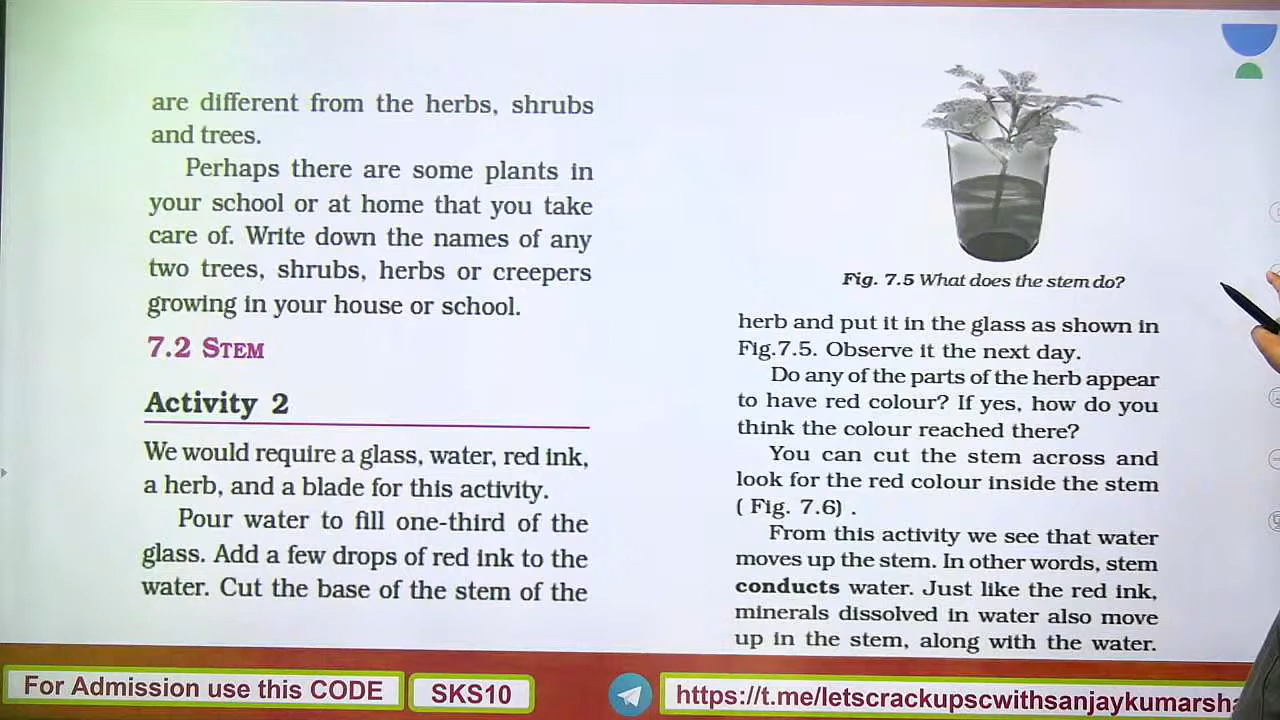 are different from the herbs, shrubs
and trees.
Perhaps there are some plants in
your school or at home that you take
care of. Write down the names of any
two trees, shrubs, herbs or creepers
growing in your house or school.
7.2 STEM
Activity 2
We would require a glass, water, red ink,
a herb, and a blade for this activity.
Pour water to fill one-third of the
glass. Add a few drops of red ink to the
water. Cut the base of the stem of the
Fig. 7.5 What does the stem do?
herb and put it in the glass as shown in
Fig.7.5. Observe it the next day.
Do any of the parts of the herb appear
to have red colour? If yes, how do you
think the colour reached there?
You can cut the stem across and
look for the red colour inside the stem
( Fig. 7.6) .
From this activity we see that water
moves up the stem. In other words, stem
conducts water. Just like the red ink,
minerals dissolved in water also move
up in the stem, along with the water.
For Admission use this CODE
SKS10
https://t.me/letscrackupscwithsanjaykumarsha